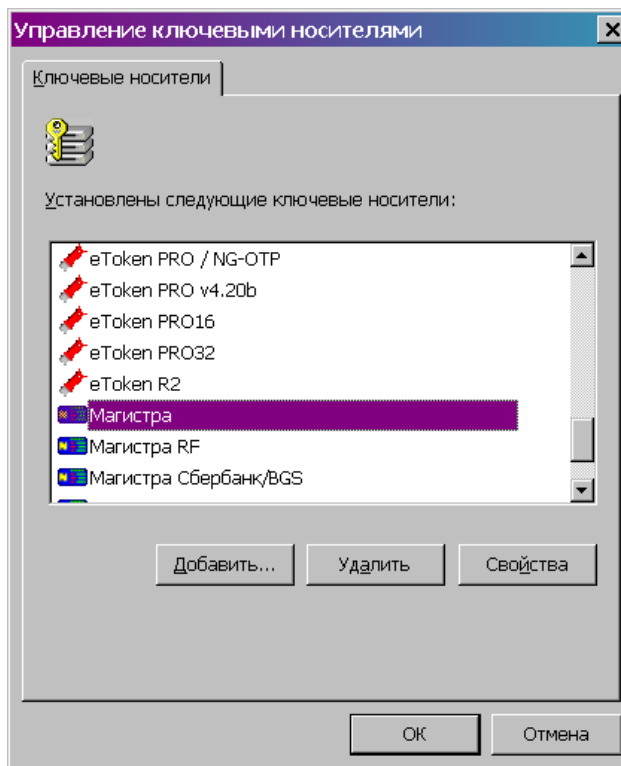 Управление ключевыми носителями
Ключевые носители
Установлены следующие ключевые носители:
eToken PRO / NG-OTP
eToken PRO v4.20b
eToken PRO16
eToken PRO32
eToken R2
Магистра
Магистра RF
Магистра Сбербанк/BGS
Добавить... Удалить Свойства
ОК Отмена